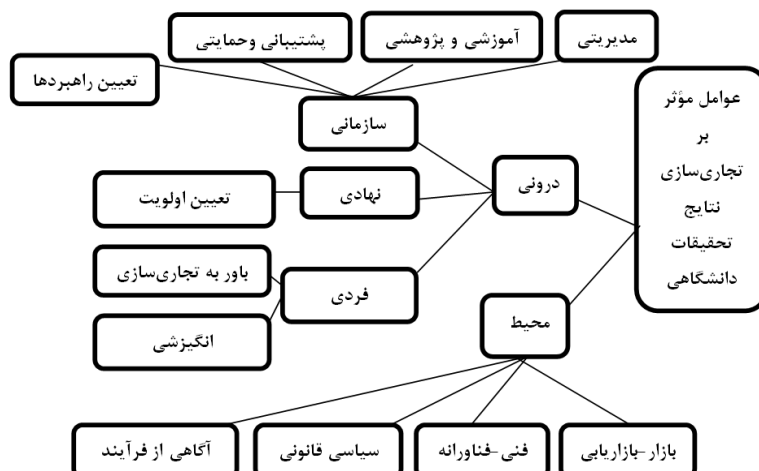 مدیریتی
آموزشی و پژوهشی
پشتیبانی وحمایتی
تعیین راهبردها
عوامل مؤثر
بر
تجاری‌سازی
نتایج
تحقیقات
دانشگاهی
سازمانی
درونی
نهادی
تعیین اولویت
فردی
باور به تجاری‌سازی
انگیزشی
محیط
بازار-بازاریابی
فنی-فناورانه
سیاسی قانونی
آگاهی از فرآیند